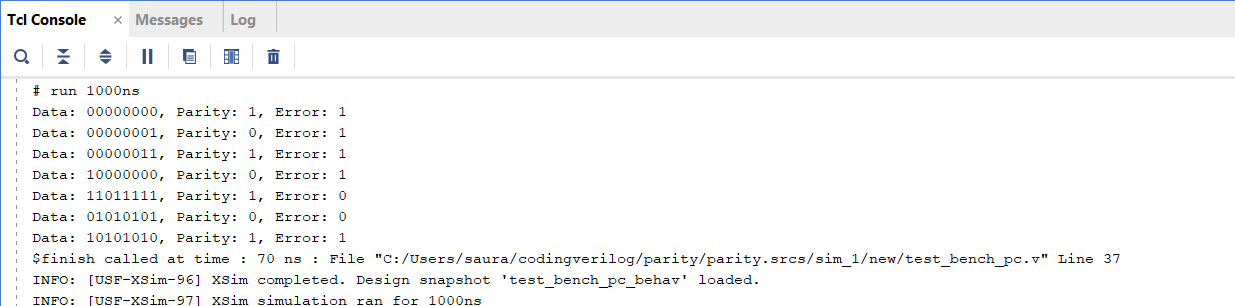 Tcl Console × Messages Log
# run 1000ns
Data: 00000000, Parity: 1, Error: 1
Data: 00000001, Parity: 0, Error: 1
Data: 00000011, Parity: 1, Error: 1
Data: 10000000, Parity: 0, Error: 1
Data: 11011111, Parity: 1, Error: 0
Data: 01010101, Parity: 0, Error: 0
Data: 10101010, Parity: 1, Error: 1
$finish called at time : 70 ns : File "C:/Users/saura/codingverilog/parity/parity.srcs/sim_1/new/test_bench_pc.v" Line 37
INFO: [USF-XSim-96] XSim completed. Design snapshot 'test_bench_pc_behav' loaded.
INFO: [USF-XSim-97] XSim simulation ran for 1000ns